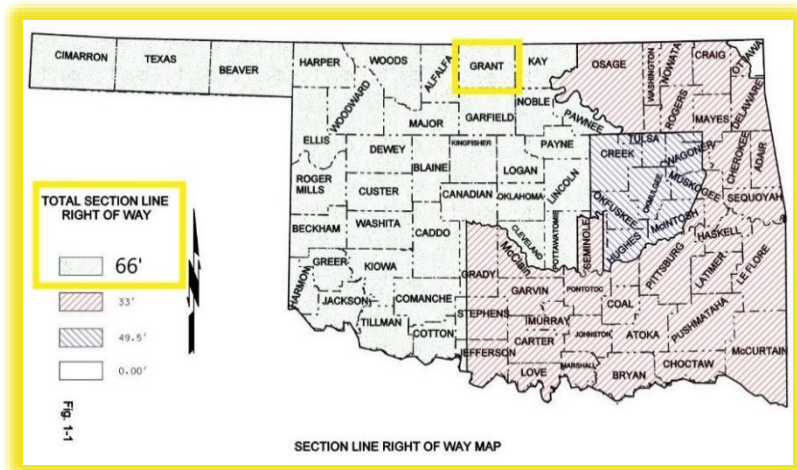 CIMARRON
TEXAS
BEAVER
HARPER
WOODS
ALFALFA
GRANT
KAY
OSAGE
WASHINGTON
NOWATA
CRAIG
OTTAWA
WOODWARD
MAJOR
GARFIELD
NOBLE
PAWNEE
ROGERS
MAYES
DELAWARE
ELLIS
DEWEY
BLAINE
KINGFISHER
LOGAN
PAYNE
CREEK
TULSA
WAGONER
CHEROKEE
ADAIR
ROGER
MILLS
CUSTER
CANADIAN
OKLAHOMA
LINCOLN
OKFUSKEE
OKMULGEE
MUSKOGEE
SEQUOYAH
BECKHAM
WASHITA
CADDO
CLEVELAND
POTTAWATOMIE
SEMINOLE
HUGHES
McINTOSH
HASKELL
HARMON
GREER
KIOWA
GRADY
McClain
PITTSBURG
LATIMER
LE FLORE
JACKSON
COMANCHE
STEPHENS
GARVIN
PONTOTOC
COAL
TILLMAN
COTTON
MURRAY
JOHNSTON
ATOKA
PUSHMATAHA
JEFFERSON
CARTER
LOVE
MARSHALL
BRYAN
CHOCTAW
McCURTAIN
TOTAL SECTION LINE
RIGHT OF WAY
66'
33'
49.5'
0.00'
Fig. 1-1
SECTION LINE RIGHT OF WAY MAP